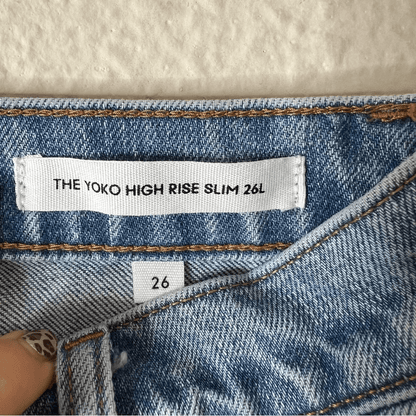 THE YOKO HIGH RISE SLIM 26L
26